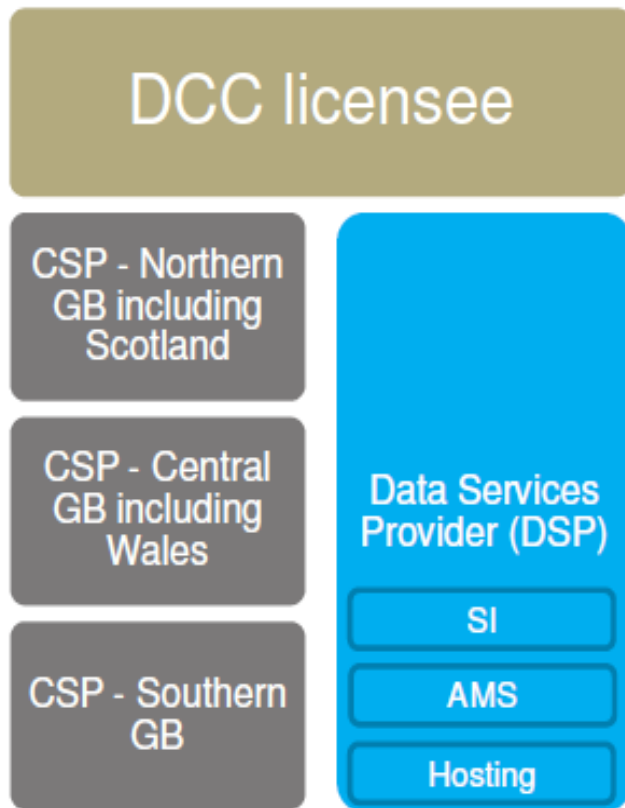 DCC licensee
CSP - Northern
GB including
Scotland
CSP - Central
GB including
Wales
CSP - Southern
GB
Data Services
Provider (DSP)
SI
AMS
Hosting